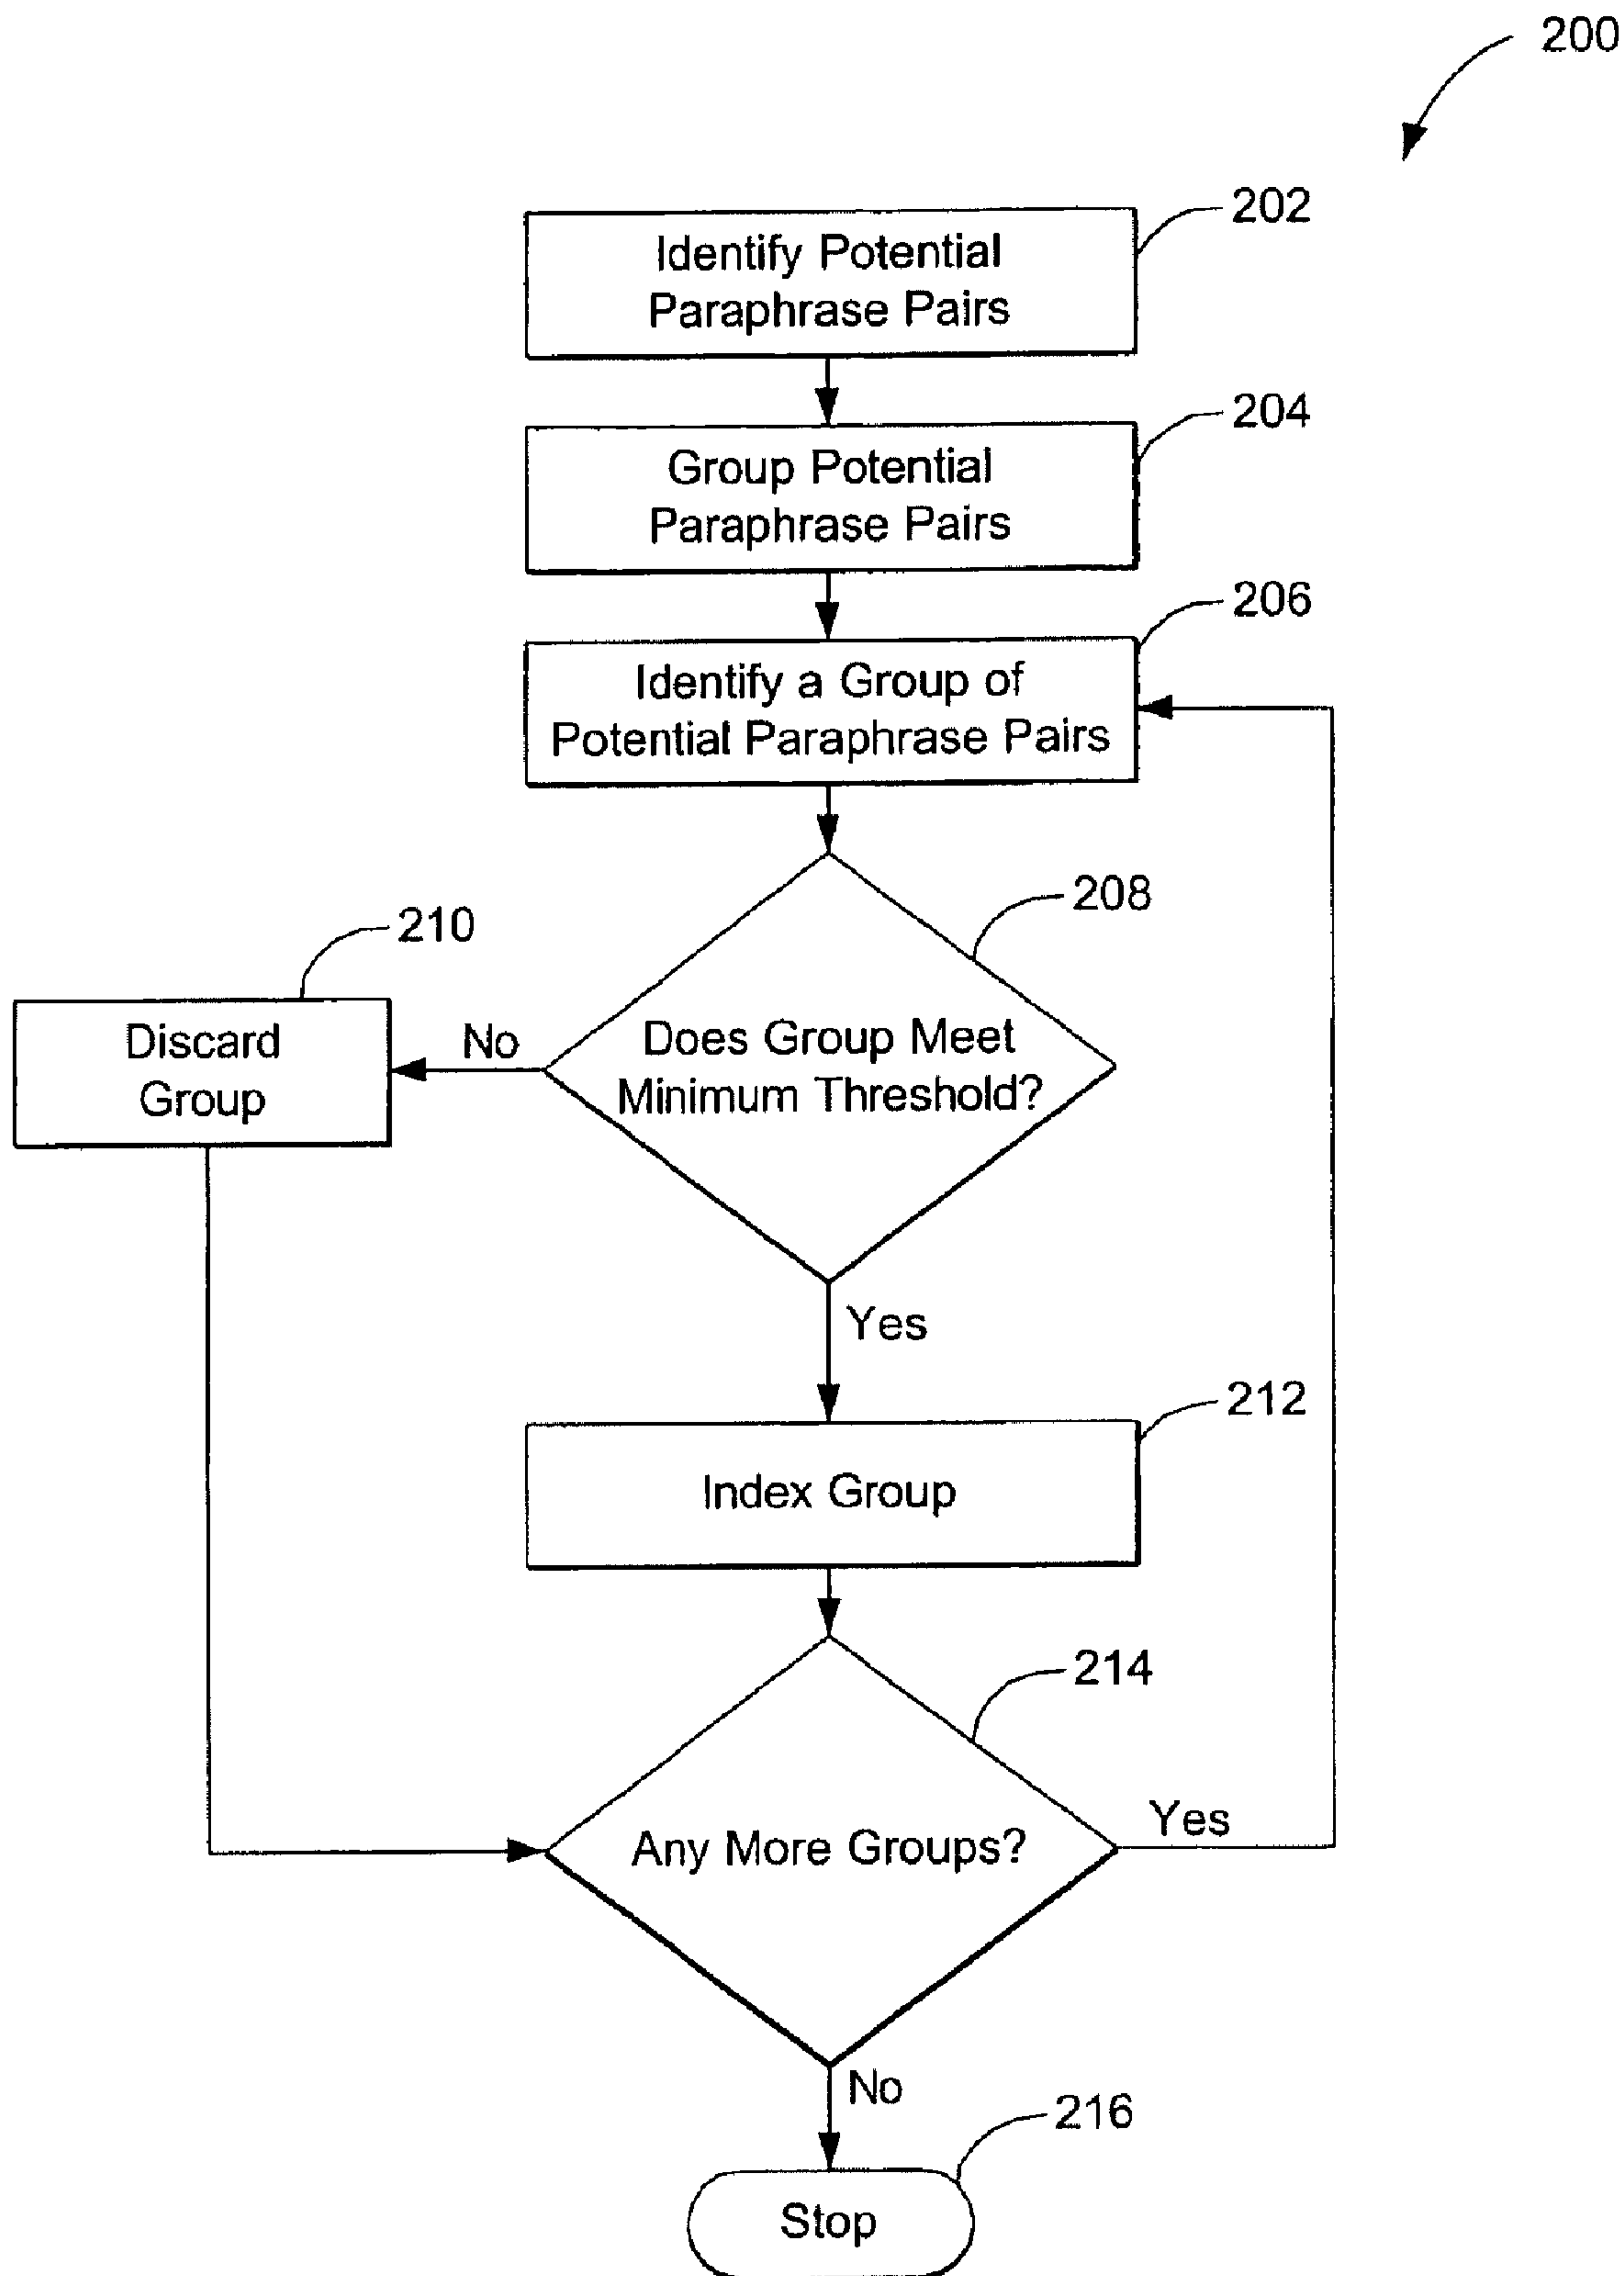 200
202
Identify Potential
Paraphrase Pairs
204
Group Potential
Paraphrase Pairs
206
Identify a Group of
Potential Paraphrase Pairs
208
210
Does Group Meet
Minimum Threshold?
No
Discard
Group
Yes
212
Index Group
214
Any More Groups?
Yes
No
216
Stop